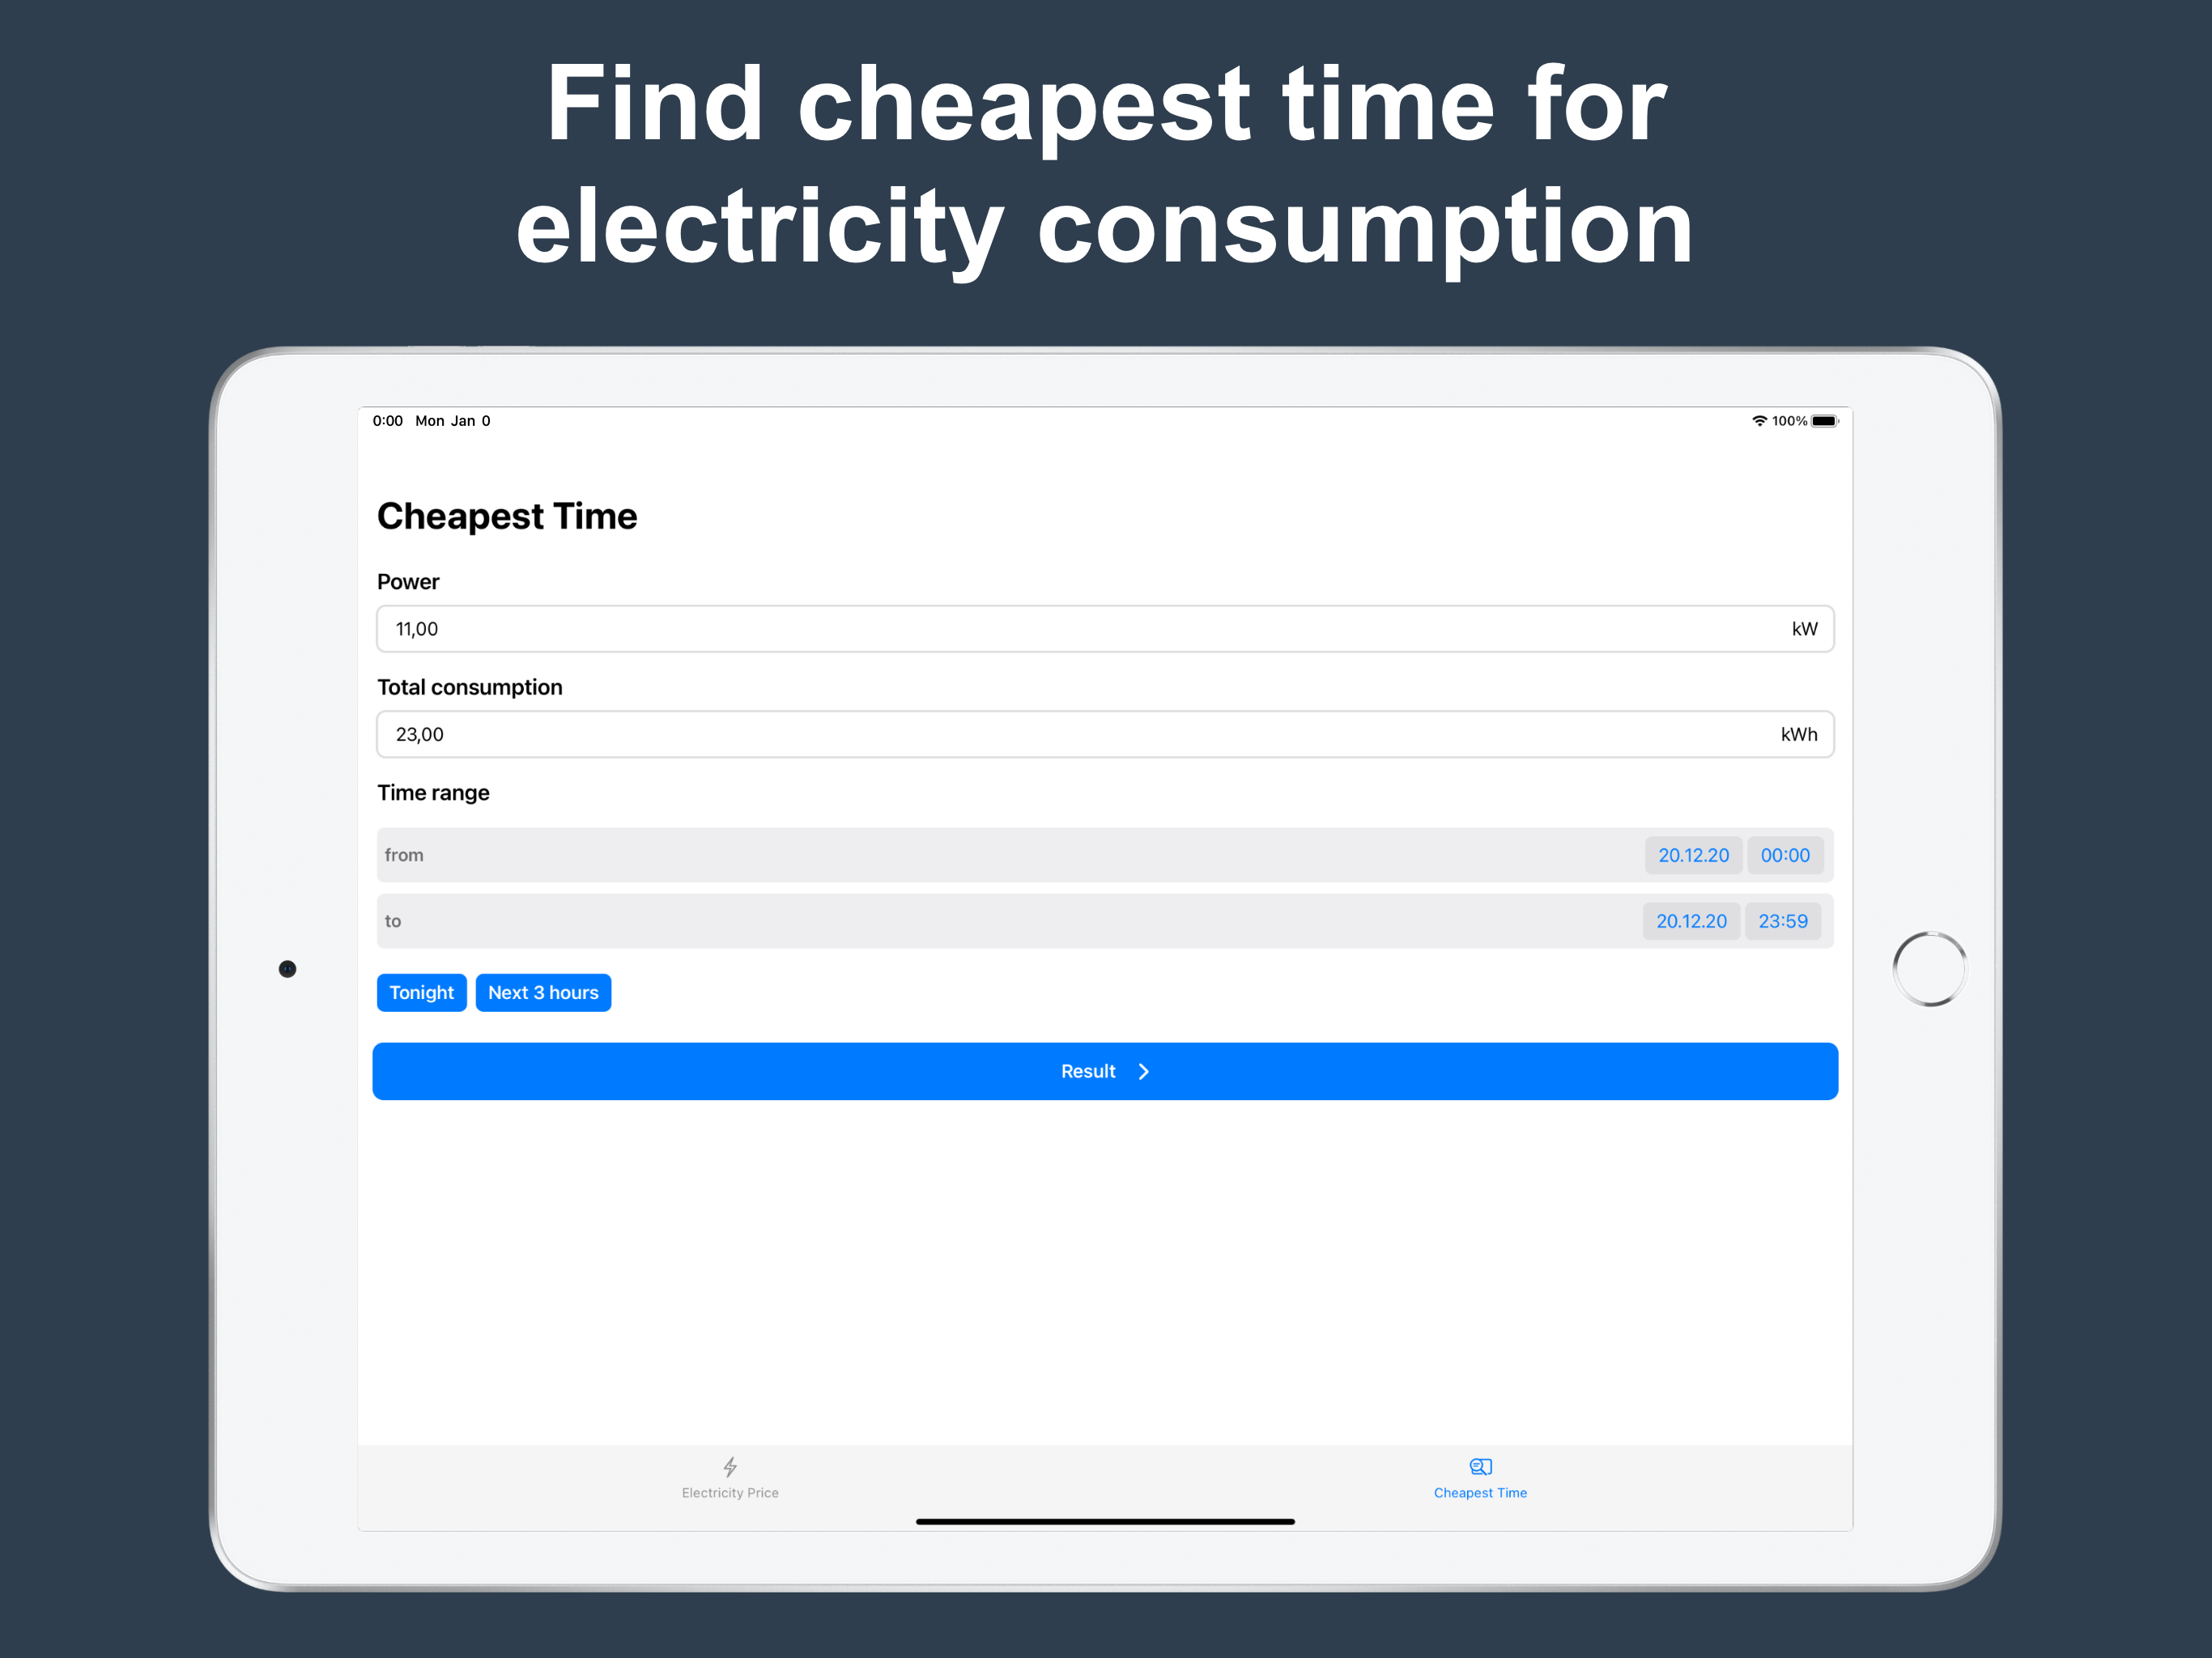 Find cheapest time for
electricity consumption
0:00 Mon Jan 0 100%
Cheapest Time
Power
11,00 kW
Total consumption
23,00 kWh
Time range
from 20.12.20 00:00
to 20.12.20 23:59
Tonight Next 3 hours
Result
Electricity Price Cheapest Time